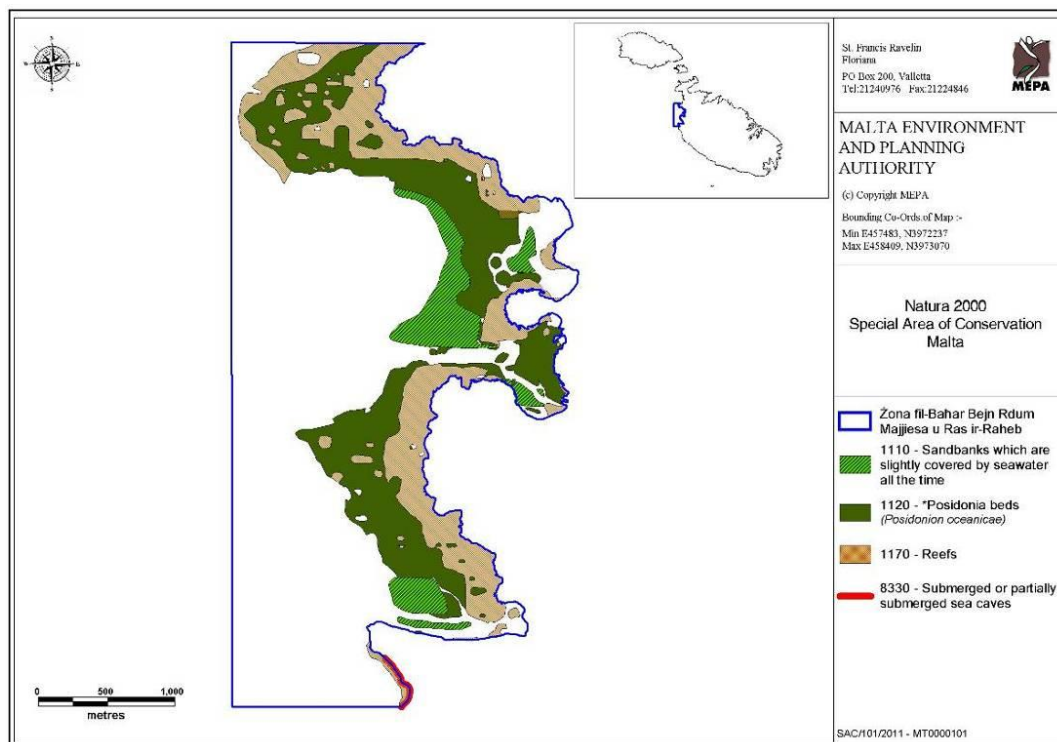 St. Francis Ravelin
Floriana
PO Box 200, Valletta
Tel:21240976 Fax:21224846
MEPA
MALTA ENVIRONMENT
AND PLANNING
AUTHORITY
(c) Copyright MEPA
Bounding Co-Ords of Map :-
Min E457483, N3972237
Max E458409, N3973070
Natura 2000
Special Area of Conservation
Malta
Żona fil-Baħar Bejn Rdum
Majjiesa u Ras ir-Raħeb
1110 - Sandbanks which are
slightly covered by seawater
all the time
1120 - *Posidonia beds
(Posidonion oceanicae)
1170 - Reefs
8330 - Submerged or partially
submerged sea caves
0 500 1,000
metres
SAC/101/2011 - MT0000101